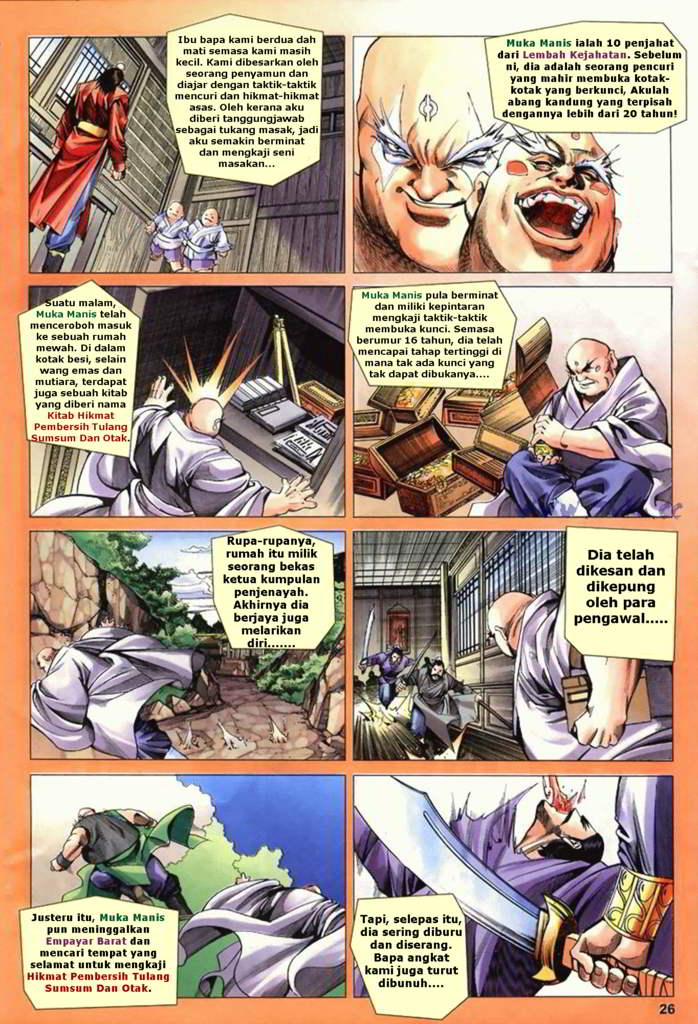 Muka Manis ialah 10 penjahat
dari Lembah Kejahatan. Sebelum
ni, dia adalah seorang pencuri
yang mahir membuka kotak-
kotak yang berkunci, Akulah
abang kandung yang terpisah
dengannya lebih dari 20 tahun!
Ibu bapa kami berdua dah
mati semasa kami masih
kecil. Kami dibesarkan oleh
seorang penyamun dan
diajar dengan taktik-taktik
mencuri dan hikmat-hikmat
asas. Oleh kerana aku
diberi tanggungjawab
sebagai tukang masak, jadi
aku semakin berminat
dan mengkaji seni
masakan...
Muka Manis pula berminat
dan miliki kepintaran
mengkaji taktik-taktik
membuka kunci. Semasa
berumur 16 tahun, dia telah
mencapai tahap tertinggi di
mana tak ada kunci yang
tak dapat dibukanya....
Suatu malam,
Muka Manis telah
menceroboh masuk
ke sebuah rumah
mewah. Di dalam
kotak besi, selain
wang emas dan
mutiara, terdapat
juga sebuah kitab
yang diberi nama
Kitab Hikmat
Pembersih Tulang
Sumsum Dan Otak.
Dia telah
dikesan dan
dikepung
oleh para
pengawal.....
Rupa-rupanya,
rumah itu milik
seorang bekas
ketua kumpulan
penjenayah.
Akhirnya dia
berjaya juga
melarikan
diri.......
Tapi, selepas itu,
dia sering diburu
dan diserang.
Bapa angkat
kami juga turut
dibunuh....
Justeru itu, Muka Manis
pun meninggalkan
Empayar Barat dan
mencari tempat yang
selamat untuk mengkaji
Hikmat Pembersih Tulang
Sumsum Dan Otak.
26